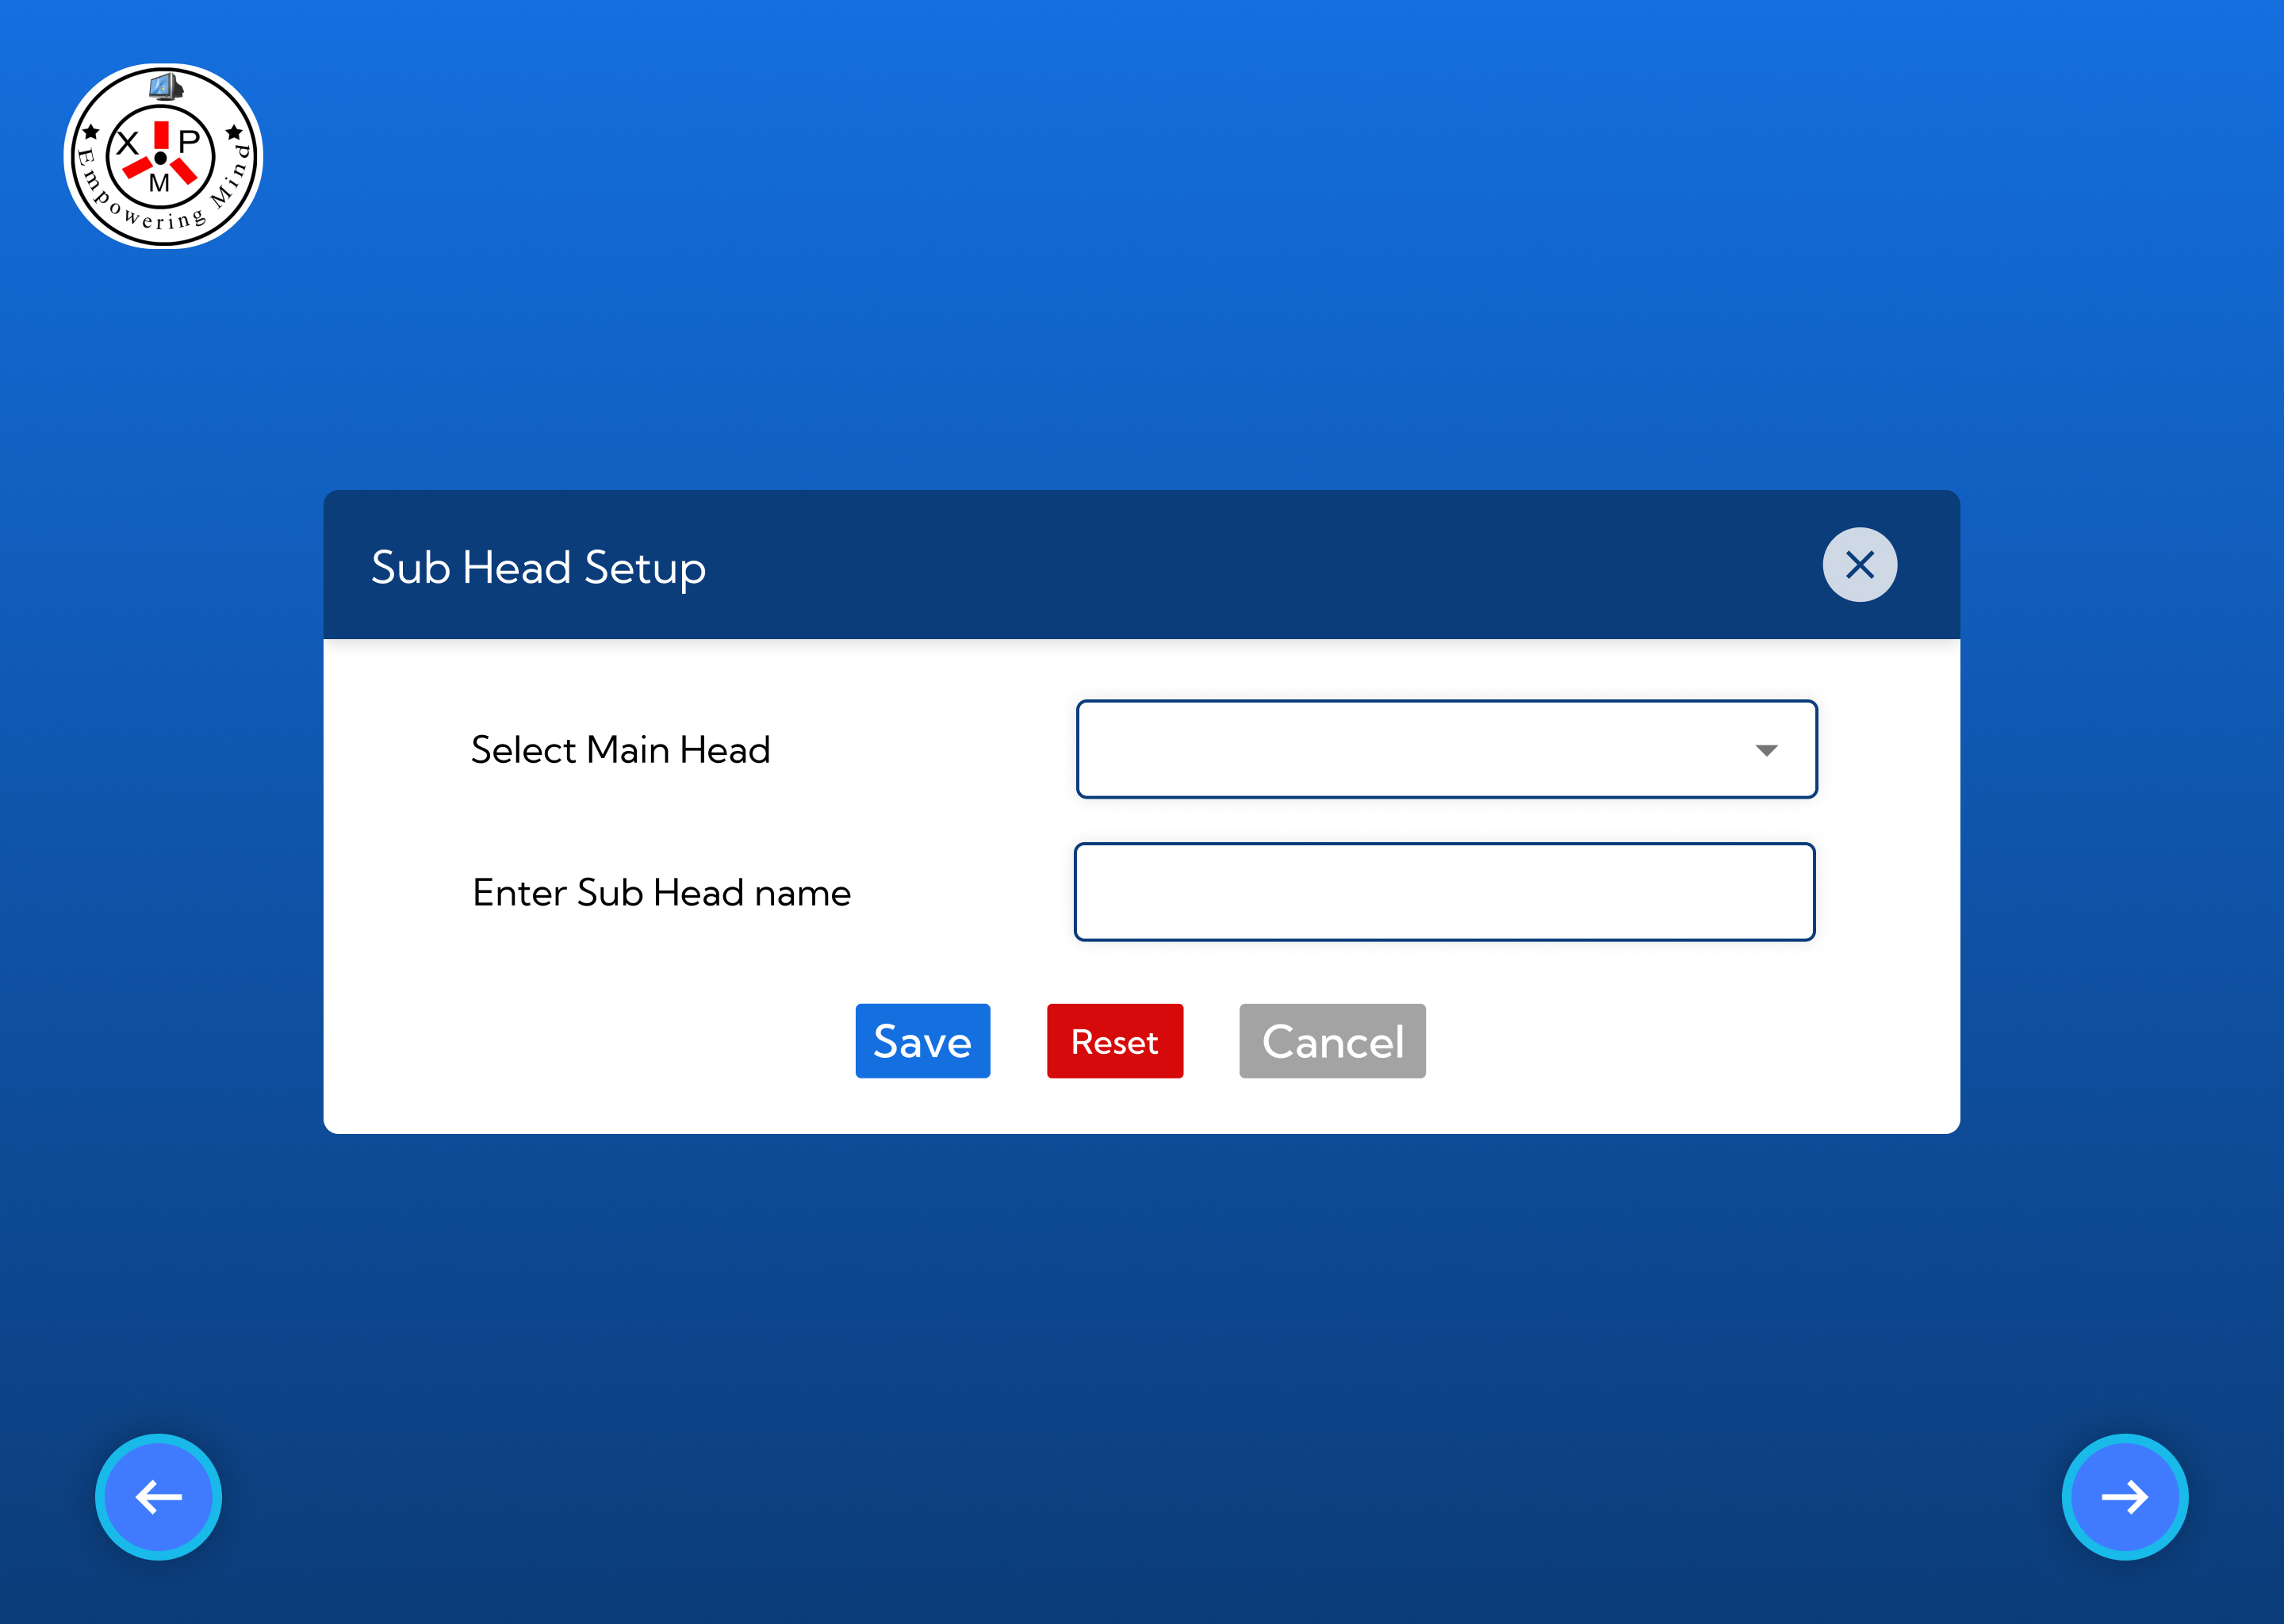 X P
M
Empowering Mind
Sub Head Setup
Select Main Head
Enter Sub Head name
Save Reset Cancel